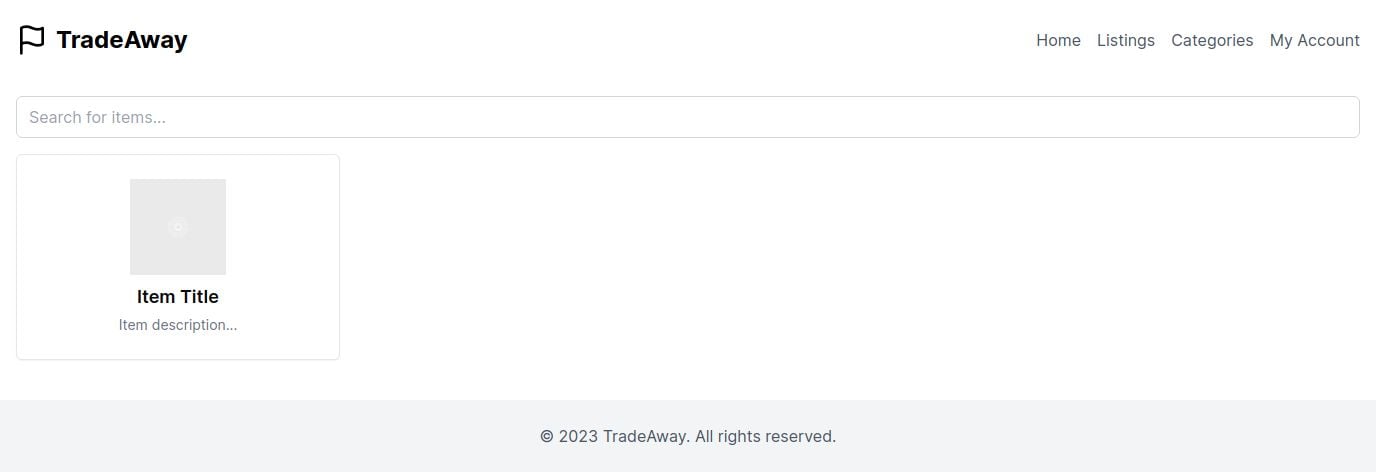 TradeAway
Home Listings Categories My Account
Search for items...
Item Title
Item description...
© 2023 TradeAway. All rights reserved.